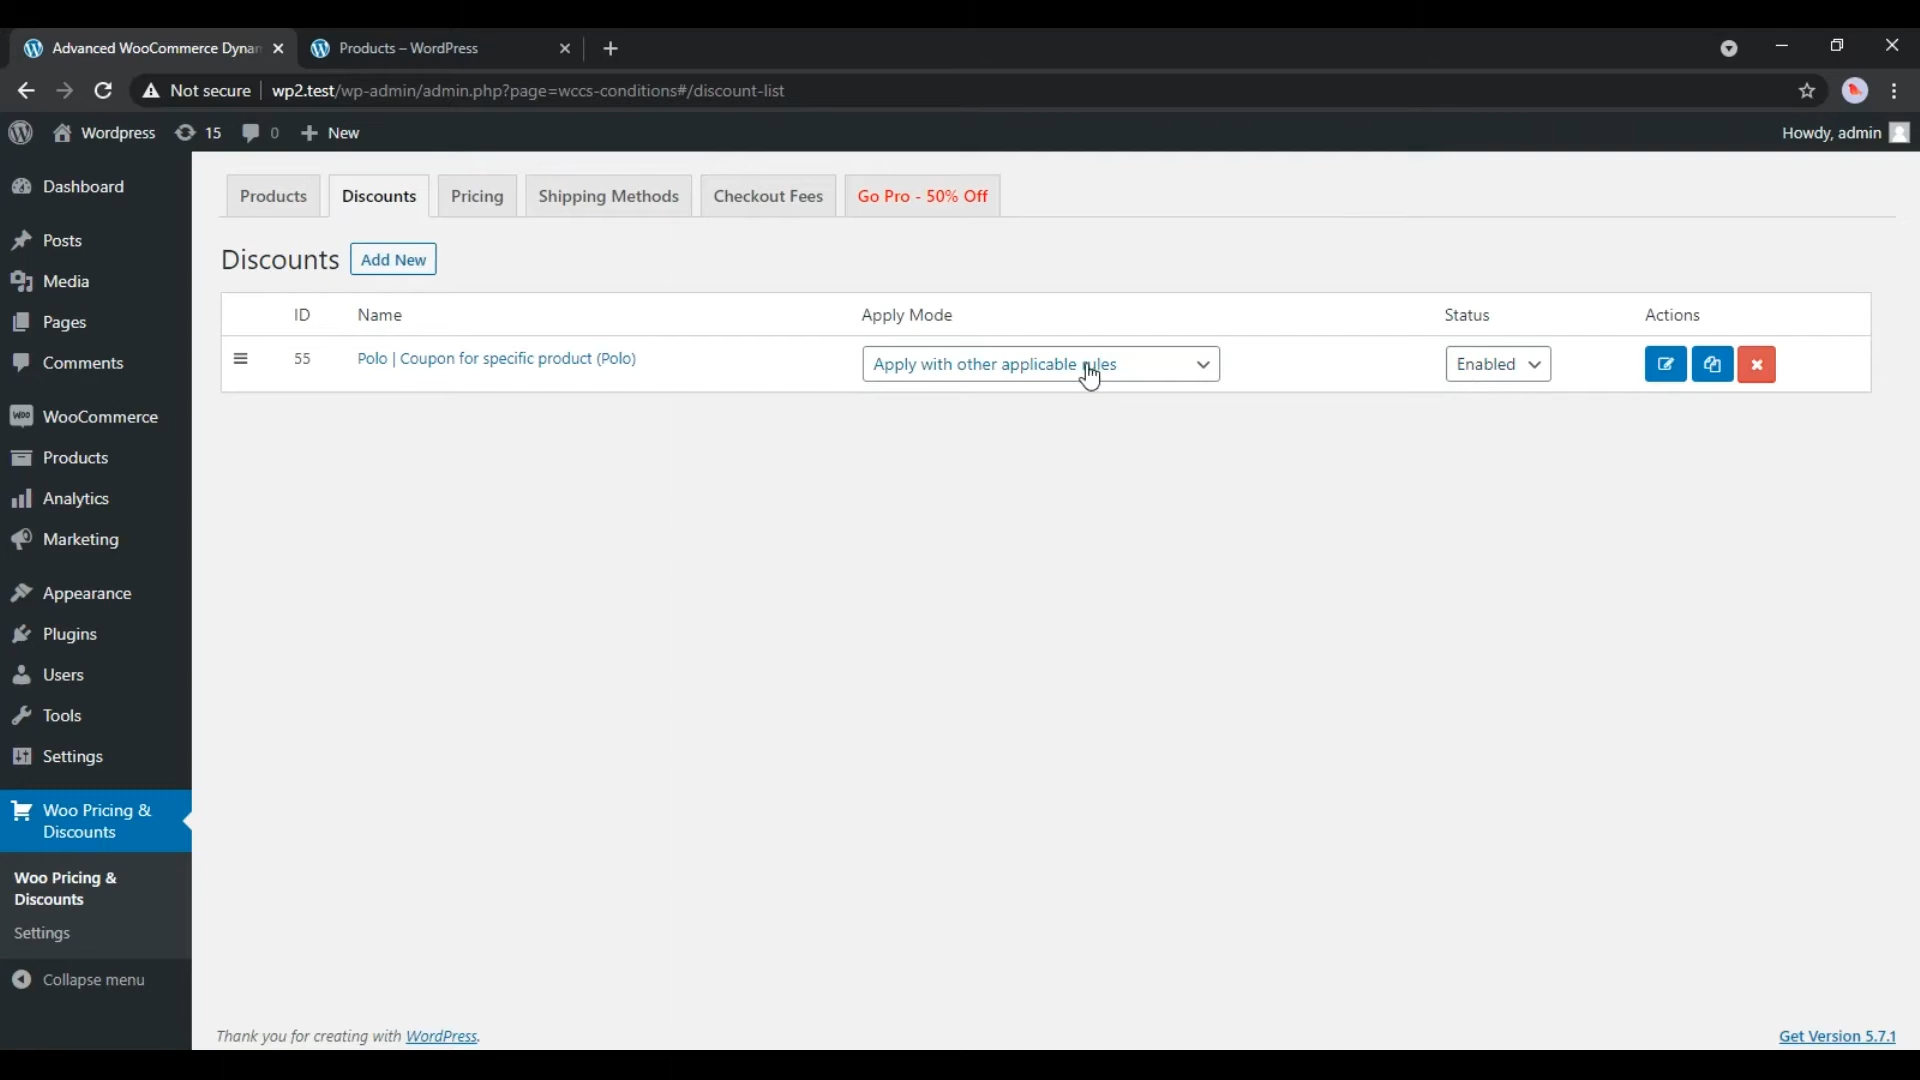 Advanced WooCommerce Dynan
Products – WordPress
Not secure
wp2.test/wp-admin/admin.php?page=wccs-conditions#/discount-list
Wordpress
15
0
New
Howdy, admin
Dashboard
Posts
Media
Pages
Comments
WOO
WooCommerce
Products
Analytics
Marketing
Appearance
Plugins
Users
Tools
Settings
Woo Pricing &
Discounts
Woo Pricing &
Discounts
Settings
Collapse menu
Products
Discounts
Pricing
Shipping Methods
Checkout Fees
Go Pro - 50% Off
Discounts
Add New
ID
Name
Apply Mode
Status
Actions
55
Polo | Coupon for specific product (Polo)
Apply with other applicable rules
Enabled
Thank you for creating with WordPress.
Get Version 5.7.1